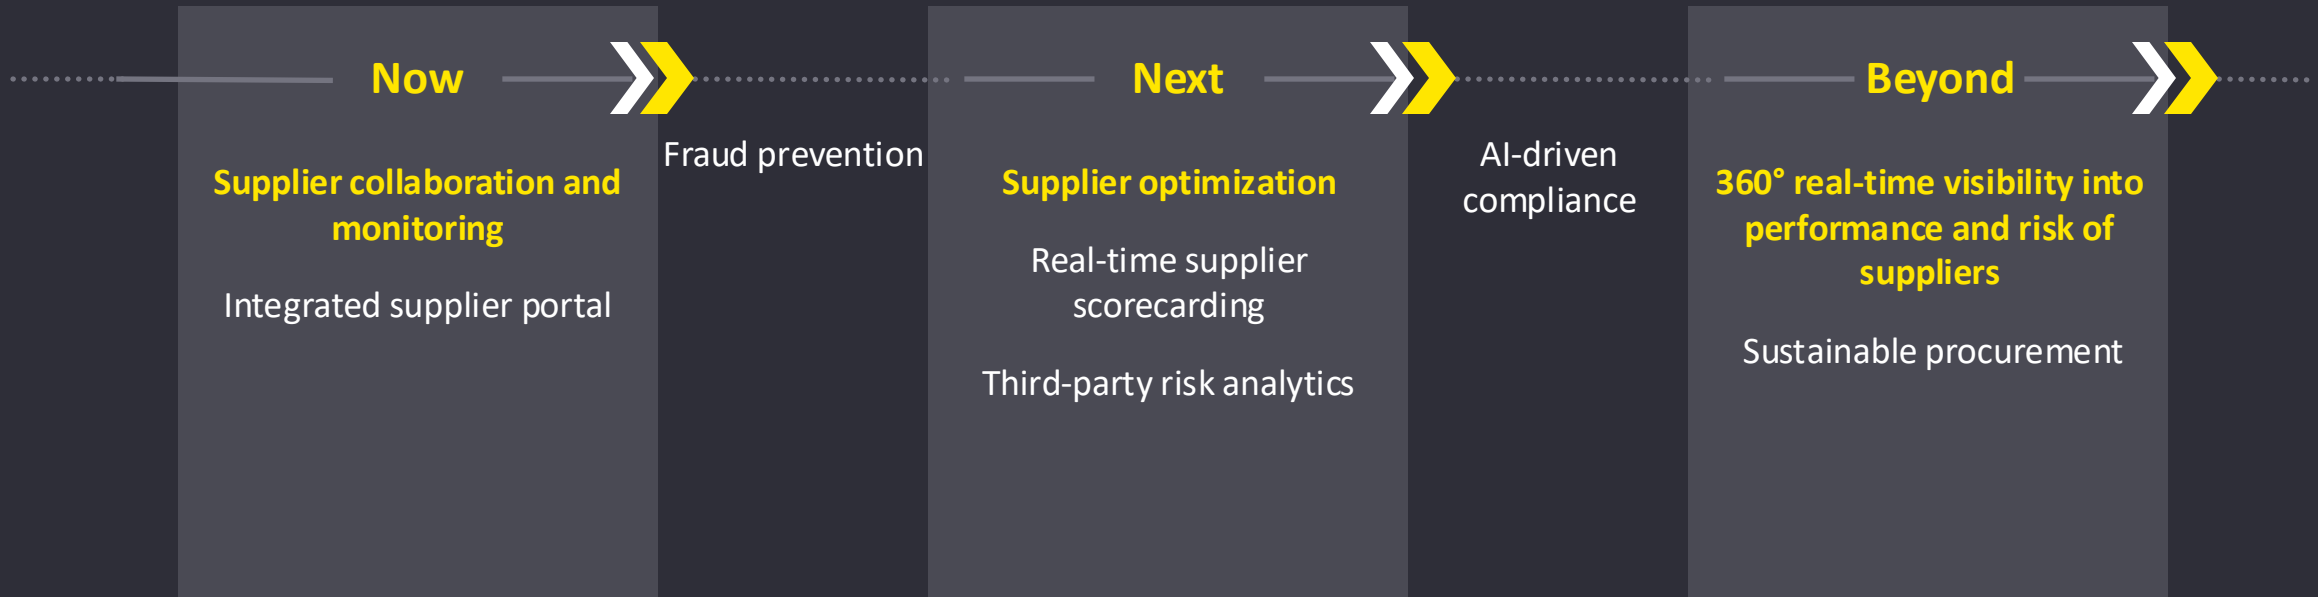 Now
Supplier collaboration and
monitoring
Integrated supplier portal
Fraud prevention
Next
Supplier optimization
Real-time supplier
scorecarding
Third-party risk analytics
AI-driven
compliance
Beyond
360° real-time visibility into
performance and risk of
suppliers
Sustainable procurement